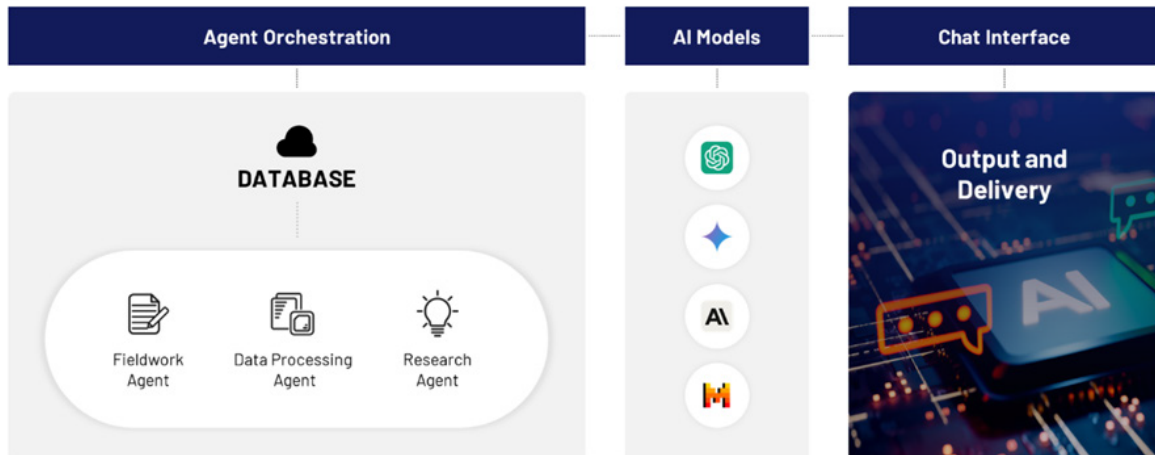 Agent Orchestration
AI Models
Chat Interface
DATABASE
Fieldwork
Agent
Data Processing
Agent
Research
Agent
A\
M
Output and
Delivery
AI